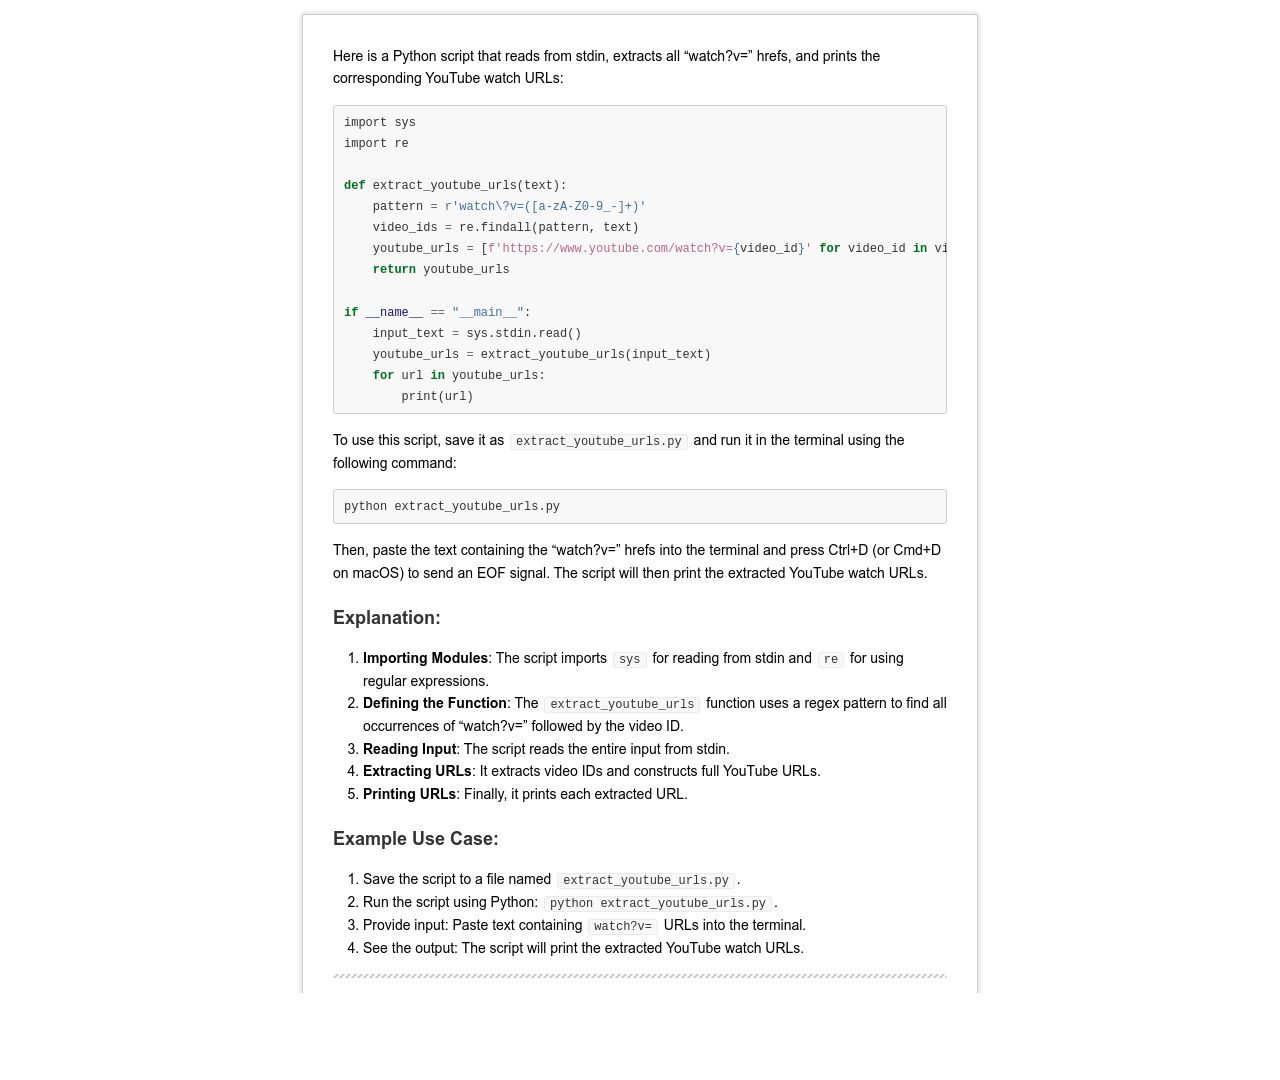 Here is a Python script that reads from stdin, extracts all “watch?v=” hrefs, and prints the
corresponding YouTube watch URLs:
import sys
import re
def extract_youtube_urls(text):
    pattern = r'watch\?v=([a-zA-Z0-9_-]+)'
    video_ids = re.findall(pattern, text)
    youtube_urls = [f'https://www.youtube.com/watch?v={video_id}' for video_id in vi
    return youtube_urls
if __name__ == "__main__":
    input_text = sys.stdin.read()
    youtube_urls = extract_youtube_urls(input_text)
    for url in youtube_urls:
        print(url)
To use this script, save it as extract_youtube_urls.py and run it in the terminal using the
following command:
python extract_youtube_urls.py
Then, paste the text containing the “watch?v=” hrefs into the terminal and press Ctrl+D (or Cmd+D
on macOS) to send an EOF signal. The script will then print the extracted YouTube watch URLs.
Explanation:
1. Importing Modules: The script imports sys for reading from stdin and re for using
regular expressions.
2. Defining the Function: The extract_youtube_urls function uses a regex pattern to find all
occurrences of “watch?v=” followed by the video ID.
3. Reading Input: The script reads the entire input from stdin.
4. Extracting URLs: It extracts video IDs and constructs full YouTube URLs.
5. Printing URLs: Finally, it prints each extracted URL.
Example Use Case:
1. Save the script to a file named extract_youtube_urls.py.
2. Run the script using Python: python extract_youtube_urls.py.
3. Provide input: Paste text containing watch?v= URLs into the terminal.
4. See the output: The script will print the extracted YouTube watch URLs.